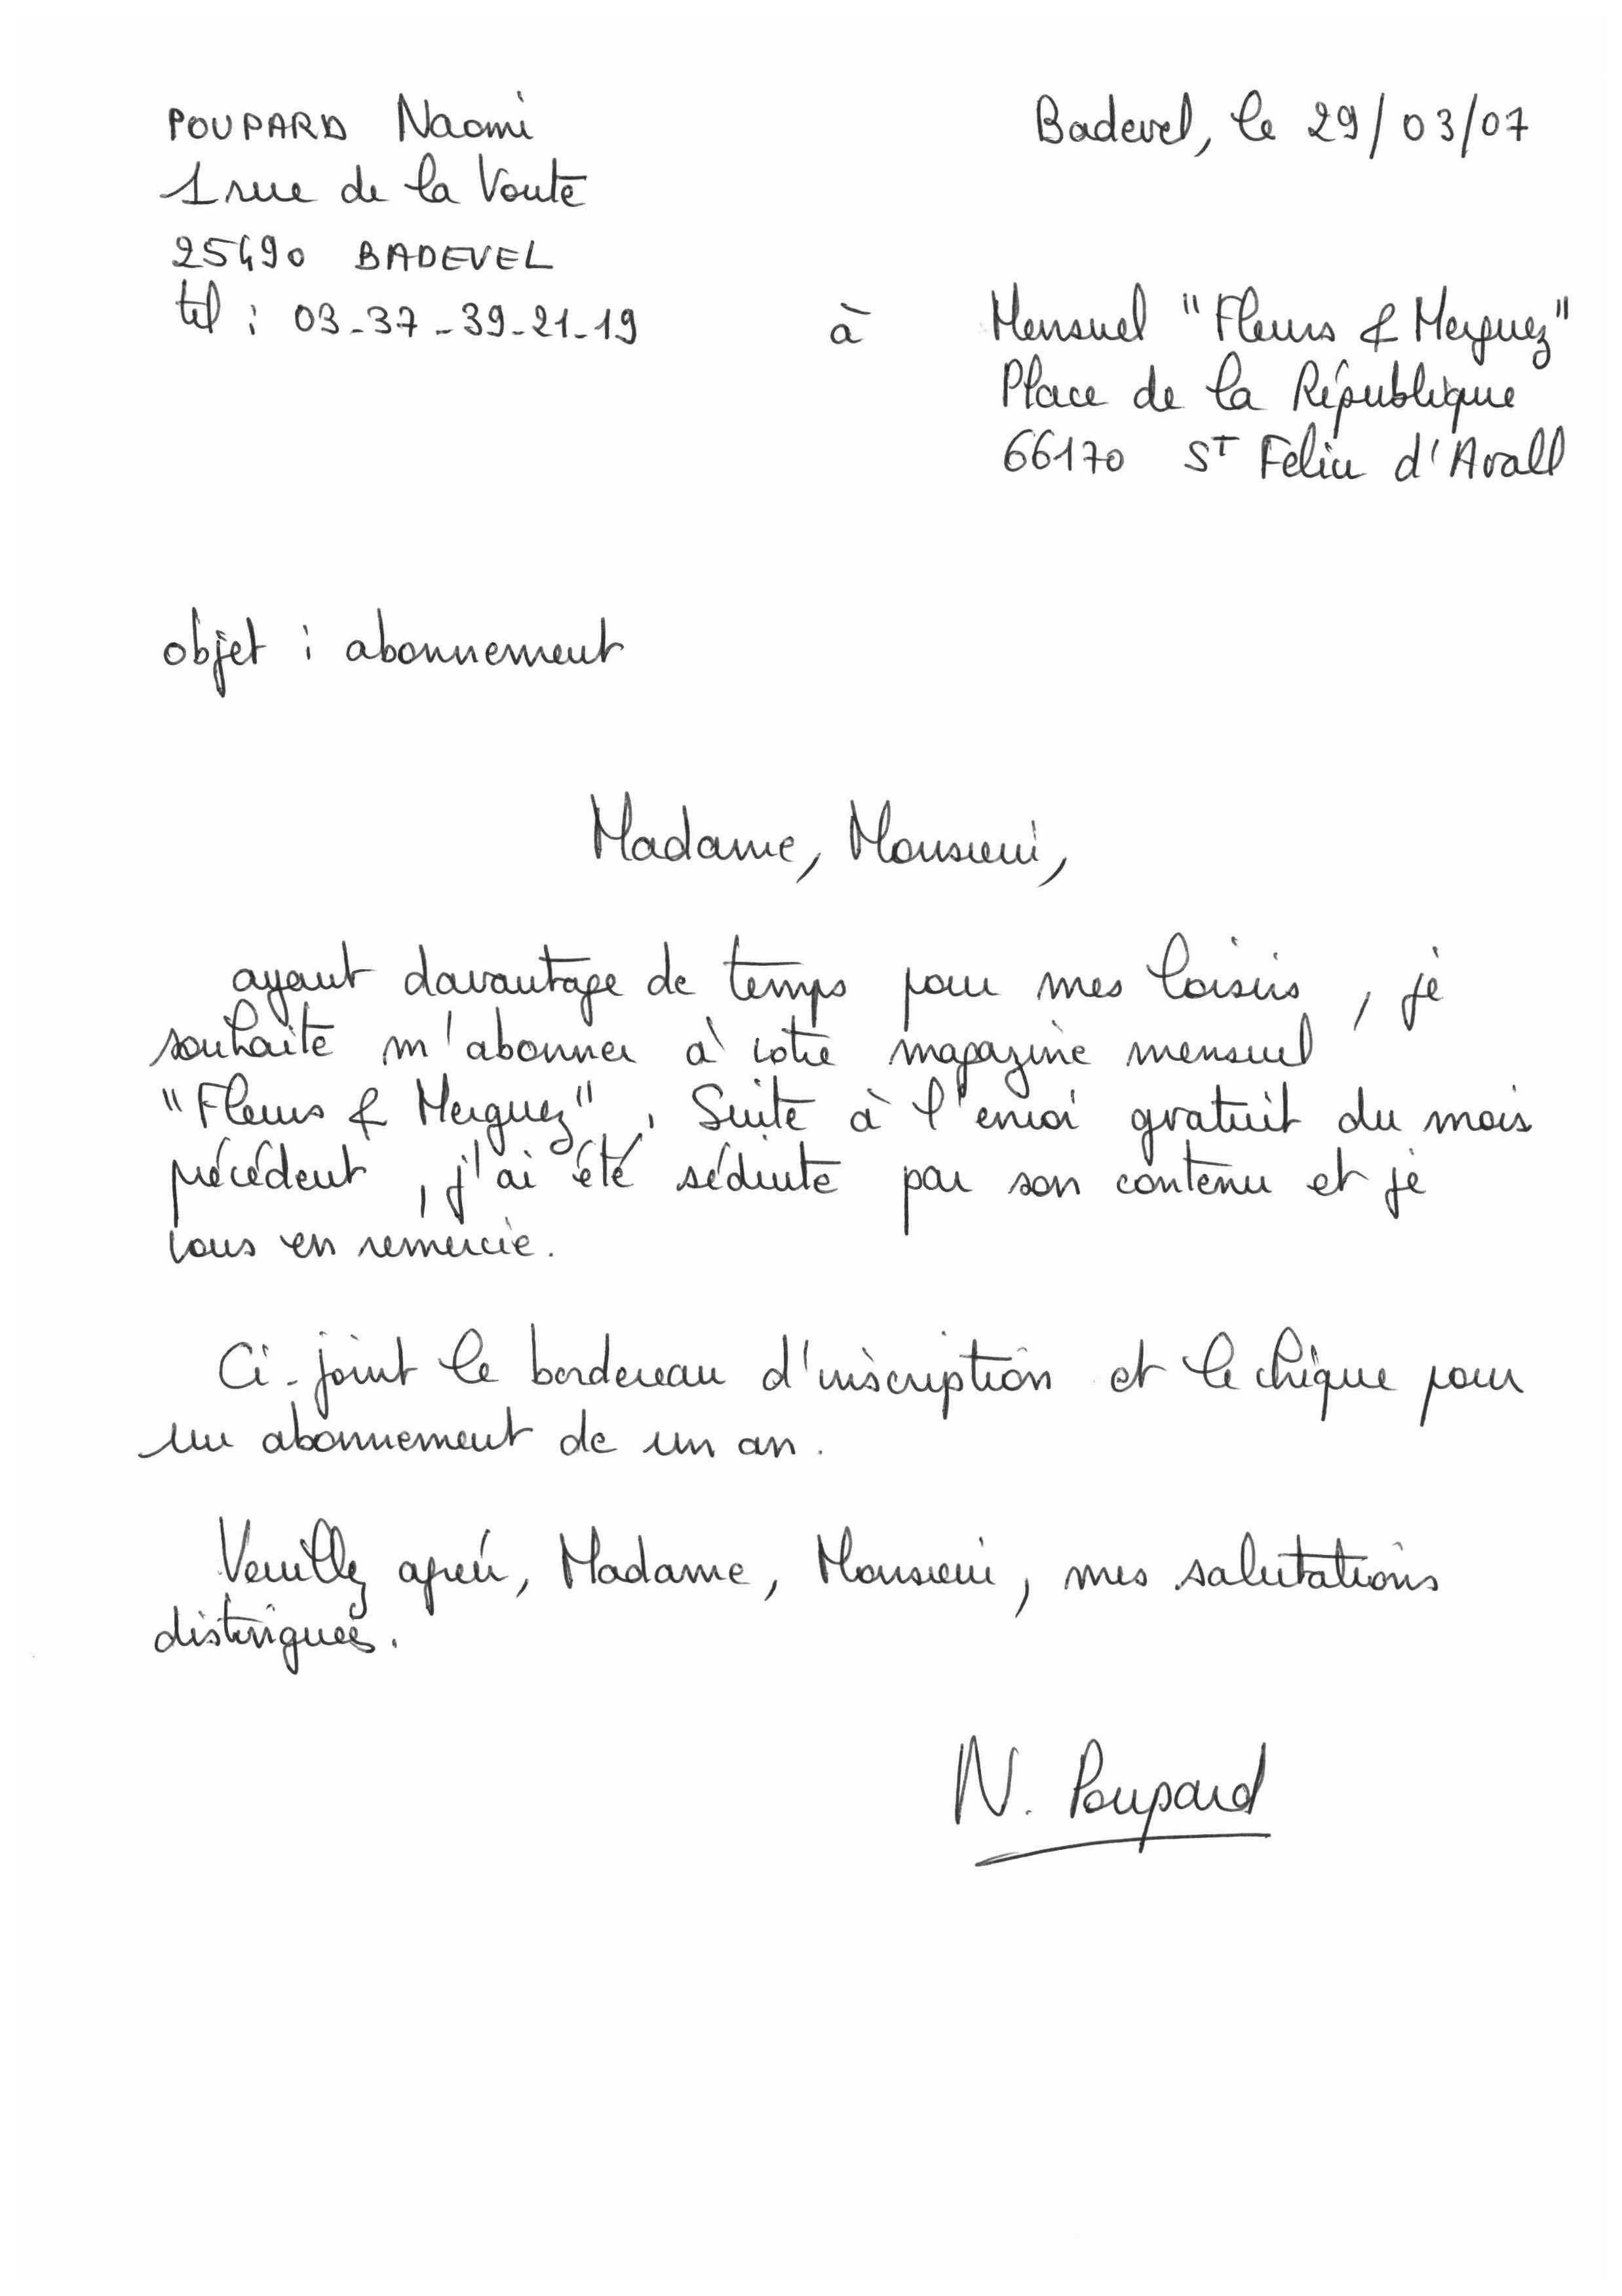 POUPARD Naomi
Badevel, le 29/03/07
1 rue de la Voute
25490 BADEVEL
tel : 03-37-39-21-19
à
Mensuel "Fleurs & Merguez"
Place de la République
66170 St Feliu d'Avall
objet : abonnement
Madame, Monsieur,
ayant davantage de temps pour mes loisirs, je
souhaite m'abonner à votre magazine mensuel
"Fleurs & Merguez". Suite à l'envoi gratuit du mois
précédent, j'ai été séduite par son contenu et je
vous en remercie.
Ci-joint le bordereau d'inscription et le chèque pour
un abonnement de un an.
Veuillez agréer, Madame, Monsieur, mes salutations
distinguées.
N. Poupard